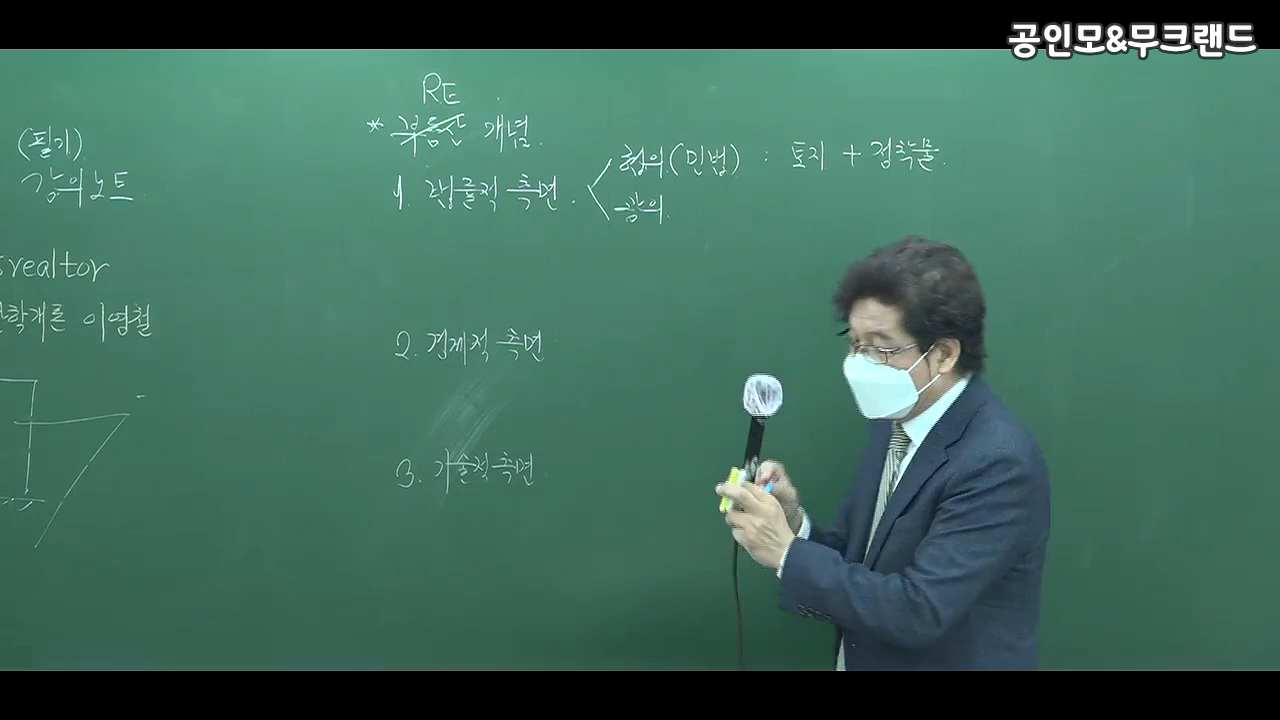 공인모&무크랜드
(필기)
강의노트
realtor
학개론 이영철
RE
* 부동산 개념
1. 법률적 측면
협의(민법) : 토지 + 정착물
광의
2. 경제적 측면
3. 기술적 측면